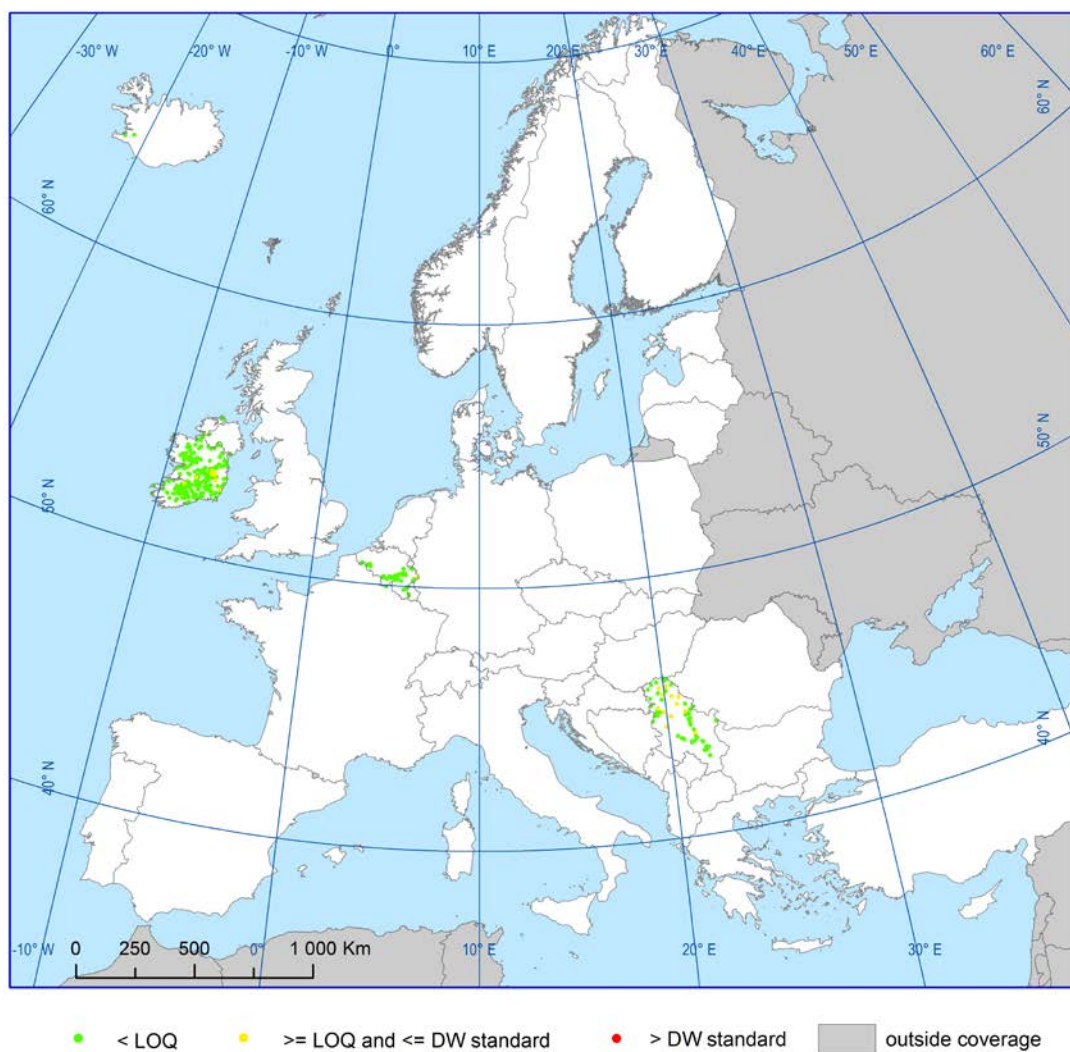 -30° W -20° W -10° W 0° 10° E 20° E 30° E 40° E 50° E 60° E
60° N 60° N
50° N 50° N
40° N 40° N
0 250 500 1 000 Km
-10° W 0° 20° E 30° E
< LOQ >= LOQ and <= DW standard > DW standard outside coverage